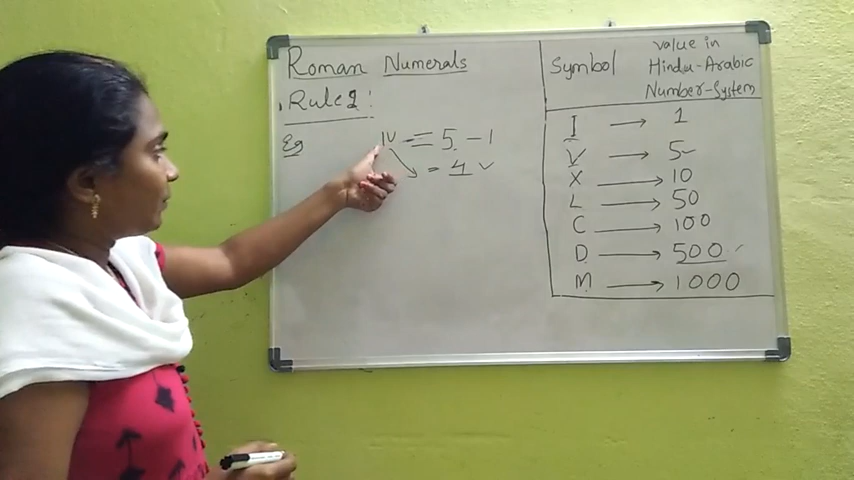 Roman Numerals
Rule 2:
Eg
IV = 5 - 1
= 4 ✓
Symbol
value in
Hindu-Arabic
Number-System
I → 1
V → 5
X → 10
L → 50
C → 100
D → 500
M → 1000